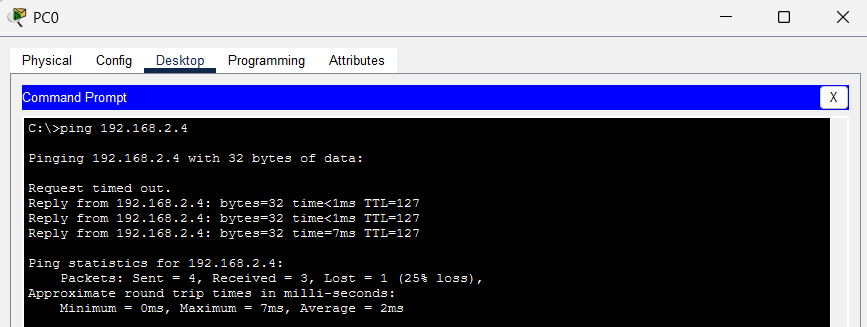 PC0
Physical Config Desktop Programming Attributes
Command Prompt X
C:\>ping 192.168.2.4
Pinging 192.168.2.4 with 32 bytes of data:
Request timed out.
Reply from 192.168.2.4: bytes=32 time<1ms TTL=127
Reply from 192.168.2.4: bytes=32 time<1ms TTL=127
Reply from 192.168.2.4: bytes=32 time=7ms TTL=127
Ping statistics for 192.168.2.4:
    Packets: Sent = 4, Received = 3, Lost = 1 (25% loss),
Approximate round trip times in milli-seconds:
    Minimum = 0ms, Maximum = 7ms, Average = 2ms